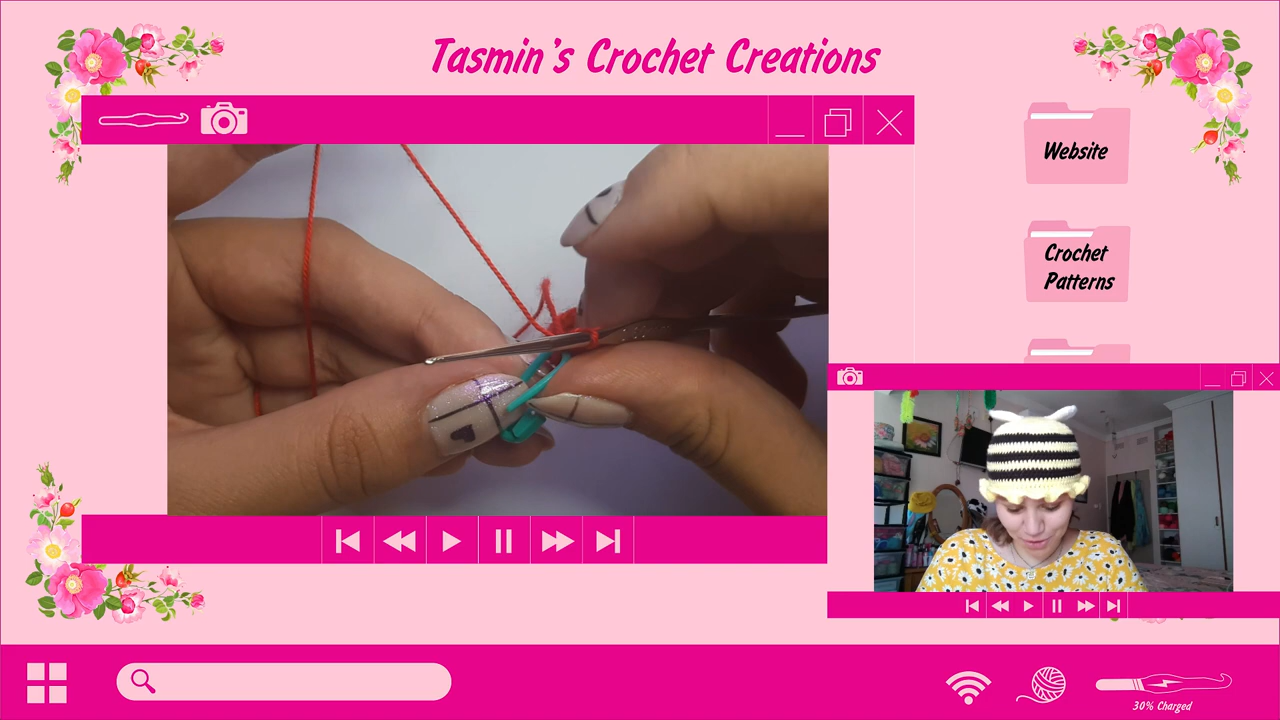 Tasmin's Crochet Creations
Website
Crochet
Patterns
30% Charged